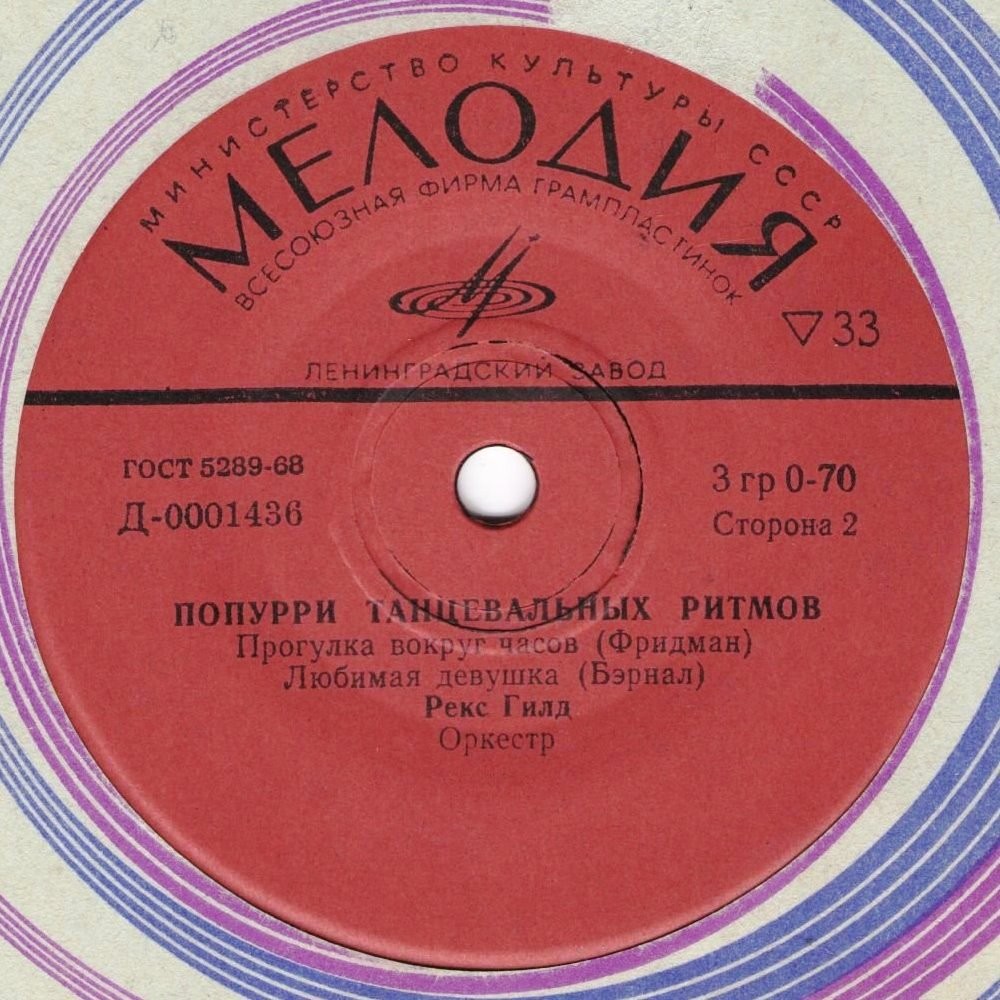 МИНИСТЕРСТВО КУЛЬТУРЫ СССР
МЕЛОДИЯ
ВСЕСОЮЗНАЯ ФИРМА ГРАМПЛАСТИНОК
▽33
ЛЕНИНГРАДСКИЙ ЗАВОД
ГОСТ 5289-68
Д-0001436
3 гр 0-70
Сторона 2
ПОПУРРИ ТАНЦЕВАЛЬНЫХ РИТМОВ
Прогулка вокруг часов (Фридман)
Любимая девушка (Бэрнал)
Рекс Гилд
Оркестр